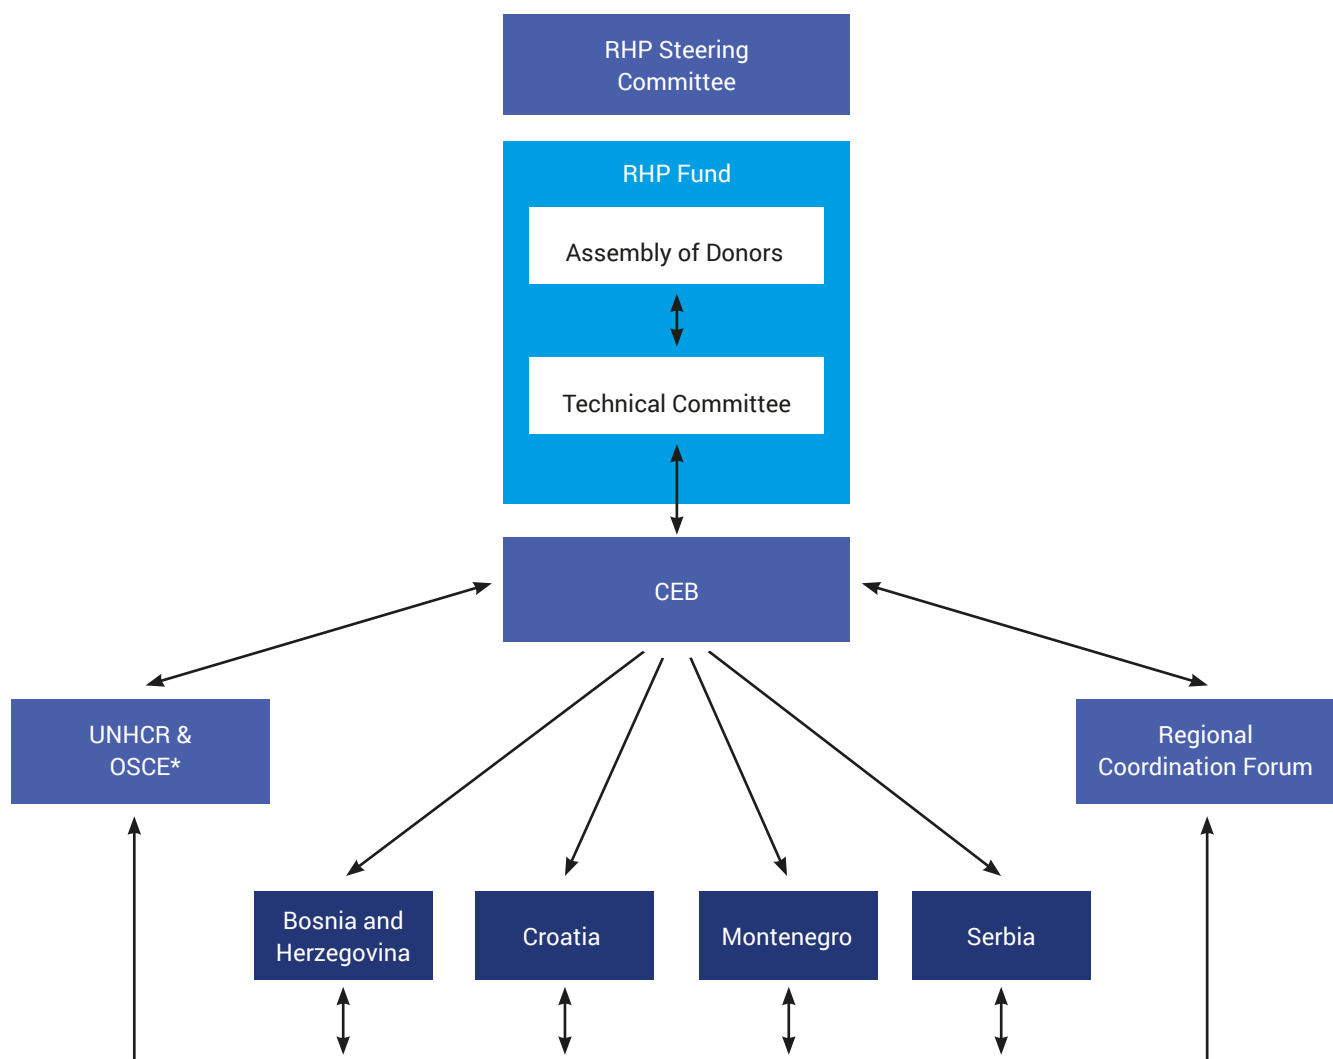 RHP Steering
Committee
RHP Fund
Assembly of Donors
Technical Committee
CEB
UNHCR &
OSCE*
Regional
Coordination Forum
Bosnia and
Herzegovina
Croatia
Montenegro
Serbia